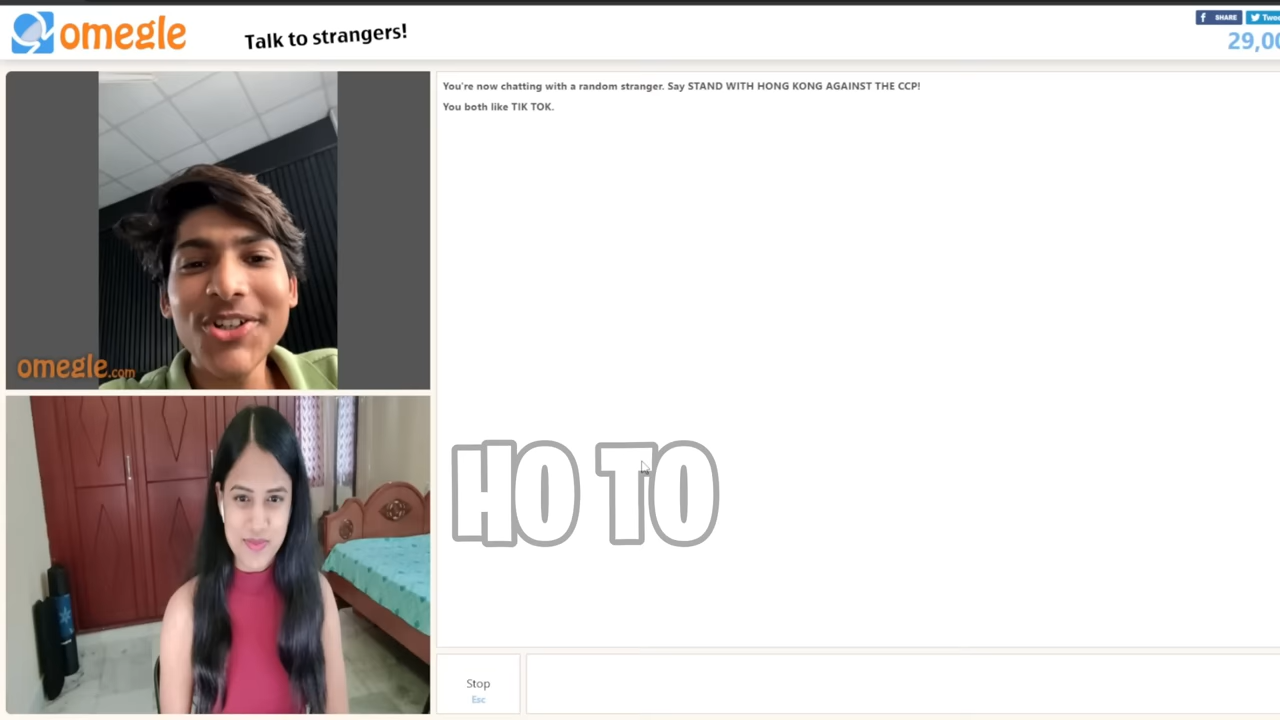 omegle
Talk to strangers!
SHARE
29,00
You're now chatting with a random stranger. Say STAND WITH HONG KONG AGAINST THE CCP!
You both like TIK TOK.
omegle.com
HO TO
Stop
Esc